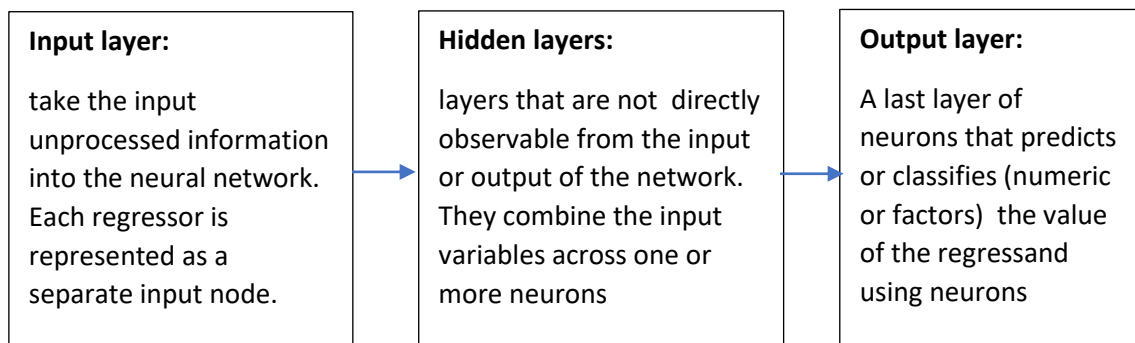 Input layer:
take the input
unprocessed information
into the neural network.
Each regressor is
represented as a
separate input node.
Hidden layers:
layers that are not  directly
observable from the input
or output of the network.
They combine the input
variables across one or
more neurons
Output layer:
A last layer of
neurons that predicts
or classifies (numeric
or factors)  the value
of the regressand
using neurons